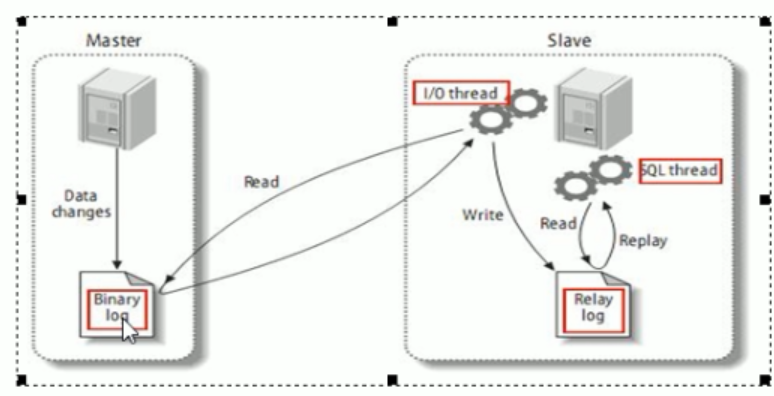 Master
Slave
I/O thread
SQL thread
Data
changes
Read
Write
Read
Replay
Binary
log
Relay
log